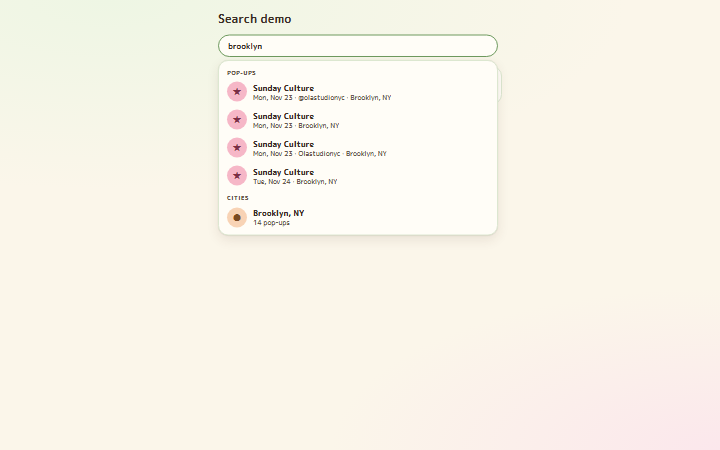 Search demo
brooklyn
POP-UPS
Sunday Culture
Mon, Nov 23 · @olastudionyc · Brooklyn, NY
Sunday Culture
Mon, Nov 23 · Brooklyn, NY
Sunday Culture
Mon, Nov 23 · Olastudionyc · Brooklyn, NY
Sunday Culture
Tue, Nov 24 · Brooklyn, NY
CITIES
Brooklyn, NY
14 pop-ups